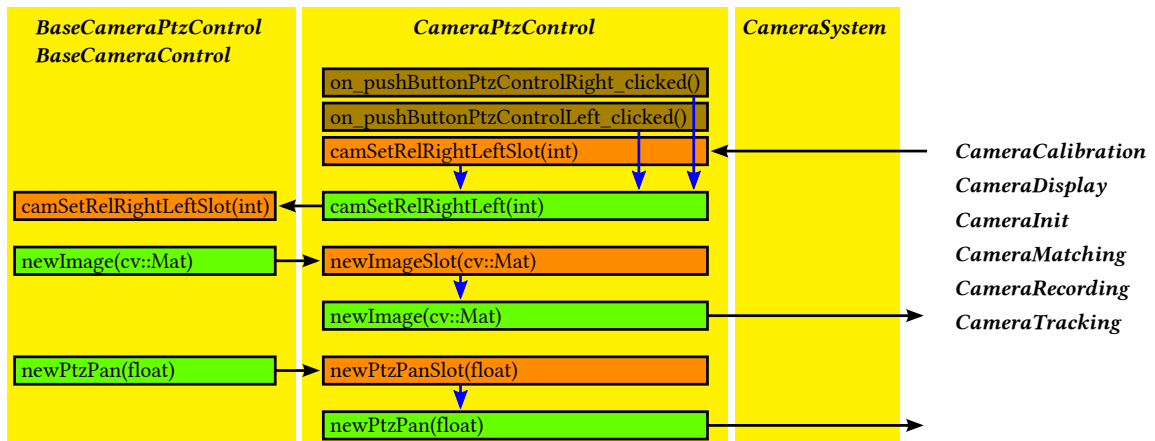 BaseCameraPtzControl
BaseCameraControl
CameraPtzControl
CameraSystem
on_pushButtonPtzControlRight_clicked()
on_pushButtonPtzControlLeft_clicked()
camSetRelRightLeftSlot(int)
CameraCalibration
CameraDisplay
camSetRelRightLeftSlot(int)
camSetRelRightLeft(int)
CameraInit
newImage(cv::Mat)
newImageSlot(cv::Mat)
CameraMatching
CameraRecording
newImage(cv::Mat)
CameraTracking
newPtzPan(float)
newPtzPanSlot(float)
newPtzPan(float)